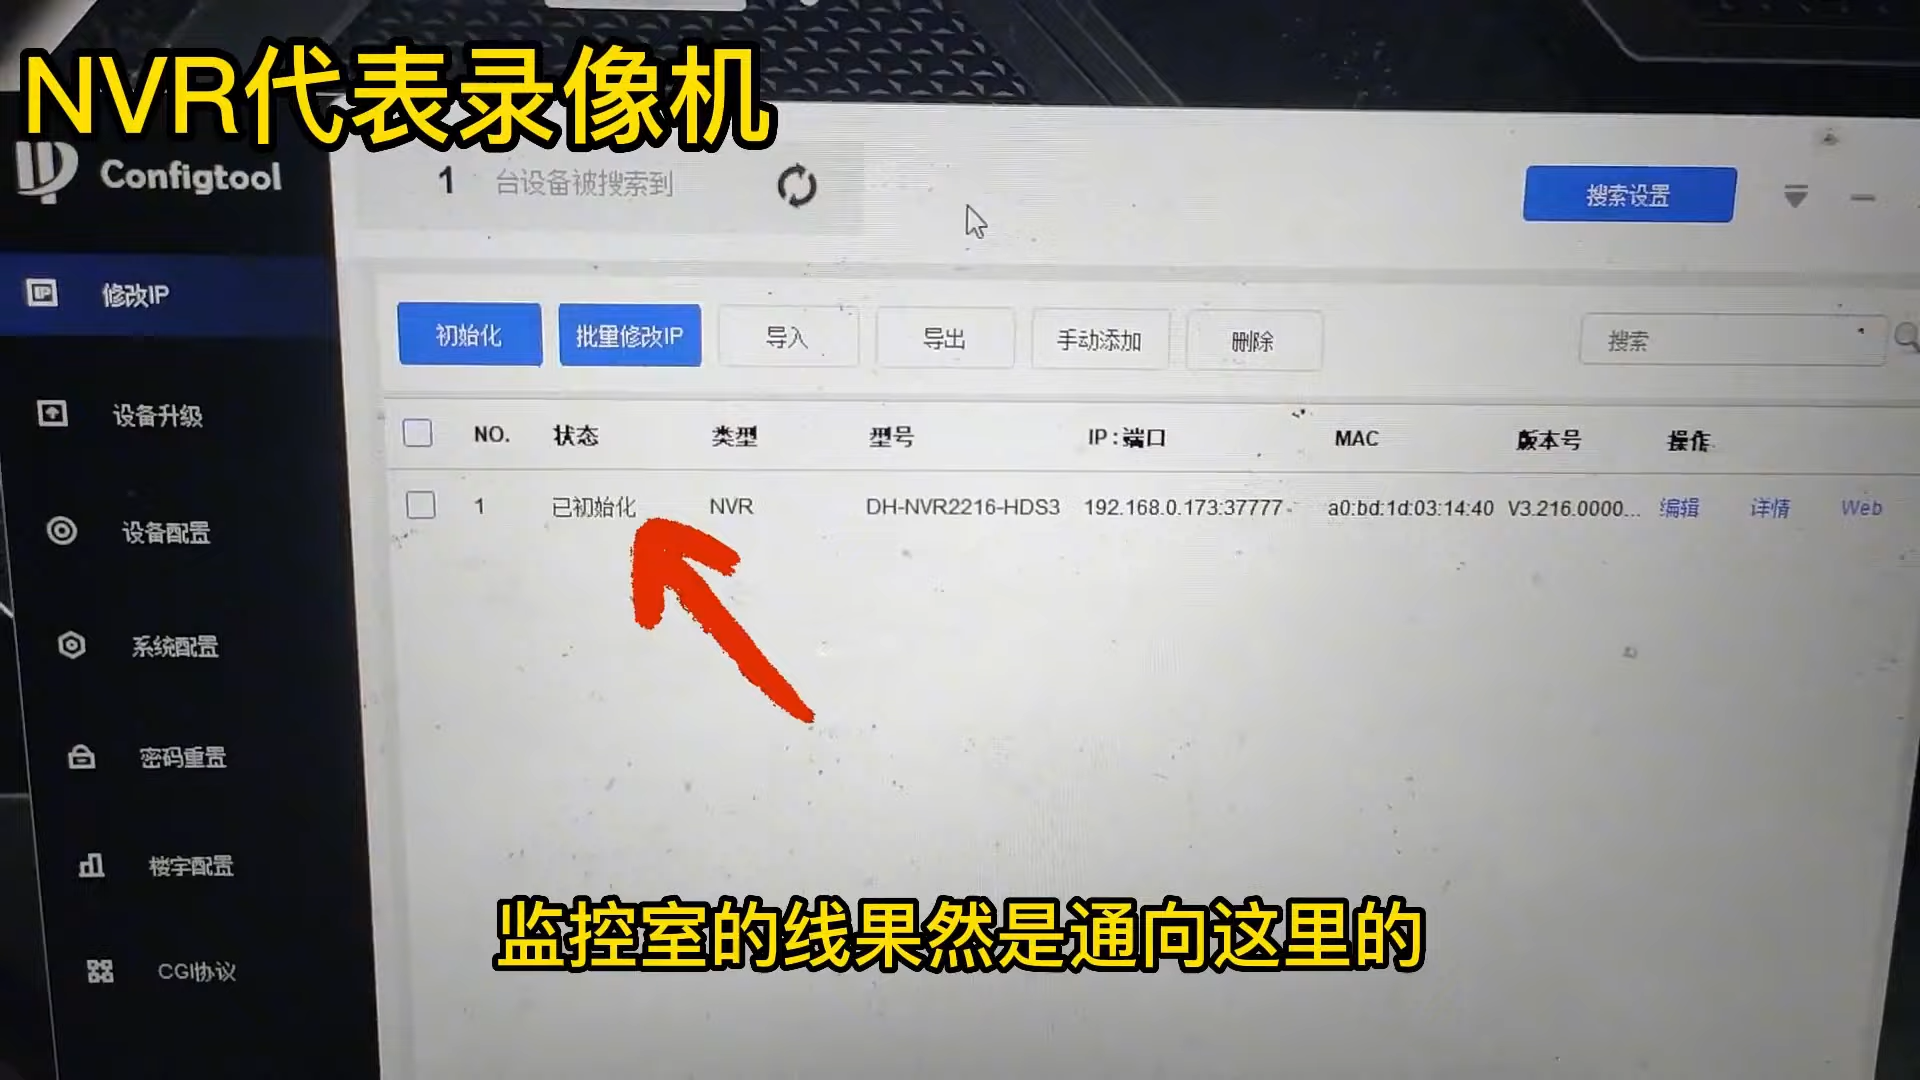 NVR代表录像机
Configtool
1 台设备被搜索到
搜索设置
修改IP
初始化 批量修改IP 导入 导出 手动添加 删除 搜索
设备升级
NO. 状态 类型 型号 IP:端口 MAC 版本号 操作
1 已初始化 NVR DH-NVR2216-HDS3 192.168.0.173:37777 a0:bd:1d:03:14:40 V3.216.0000... 编辑 详情 Web
设备配置
系统配置
密码重置
楼宇配置
CGI协议
监控室的线果然是通向这里的